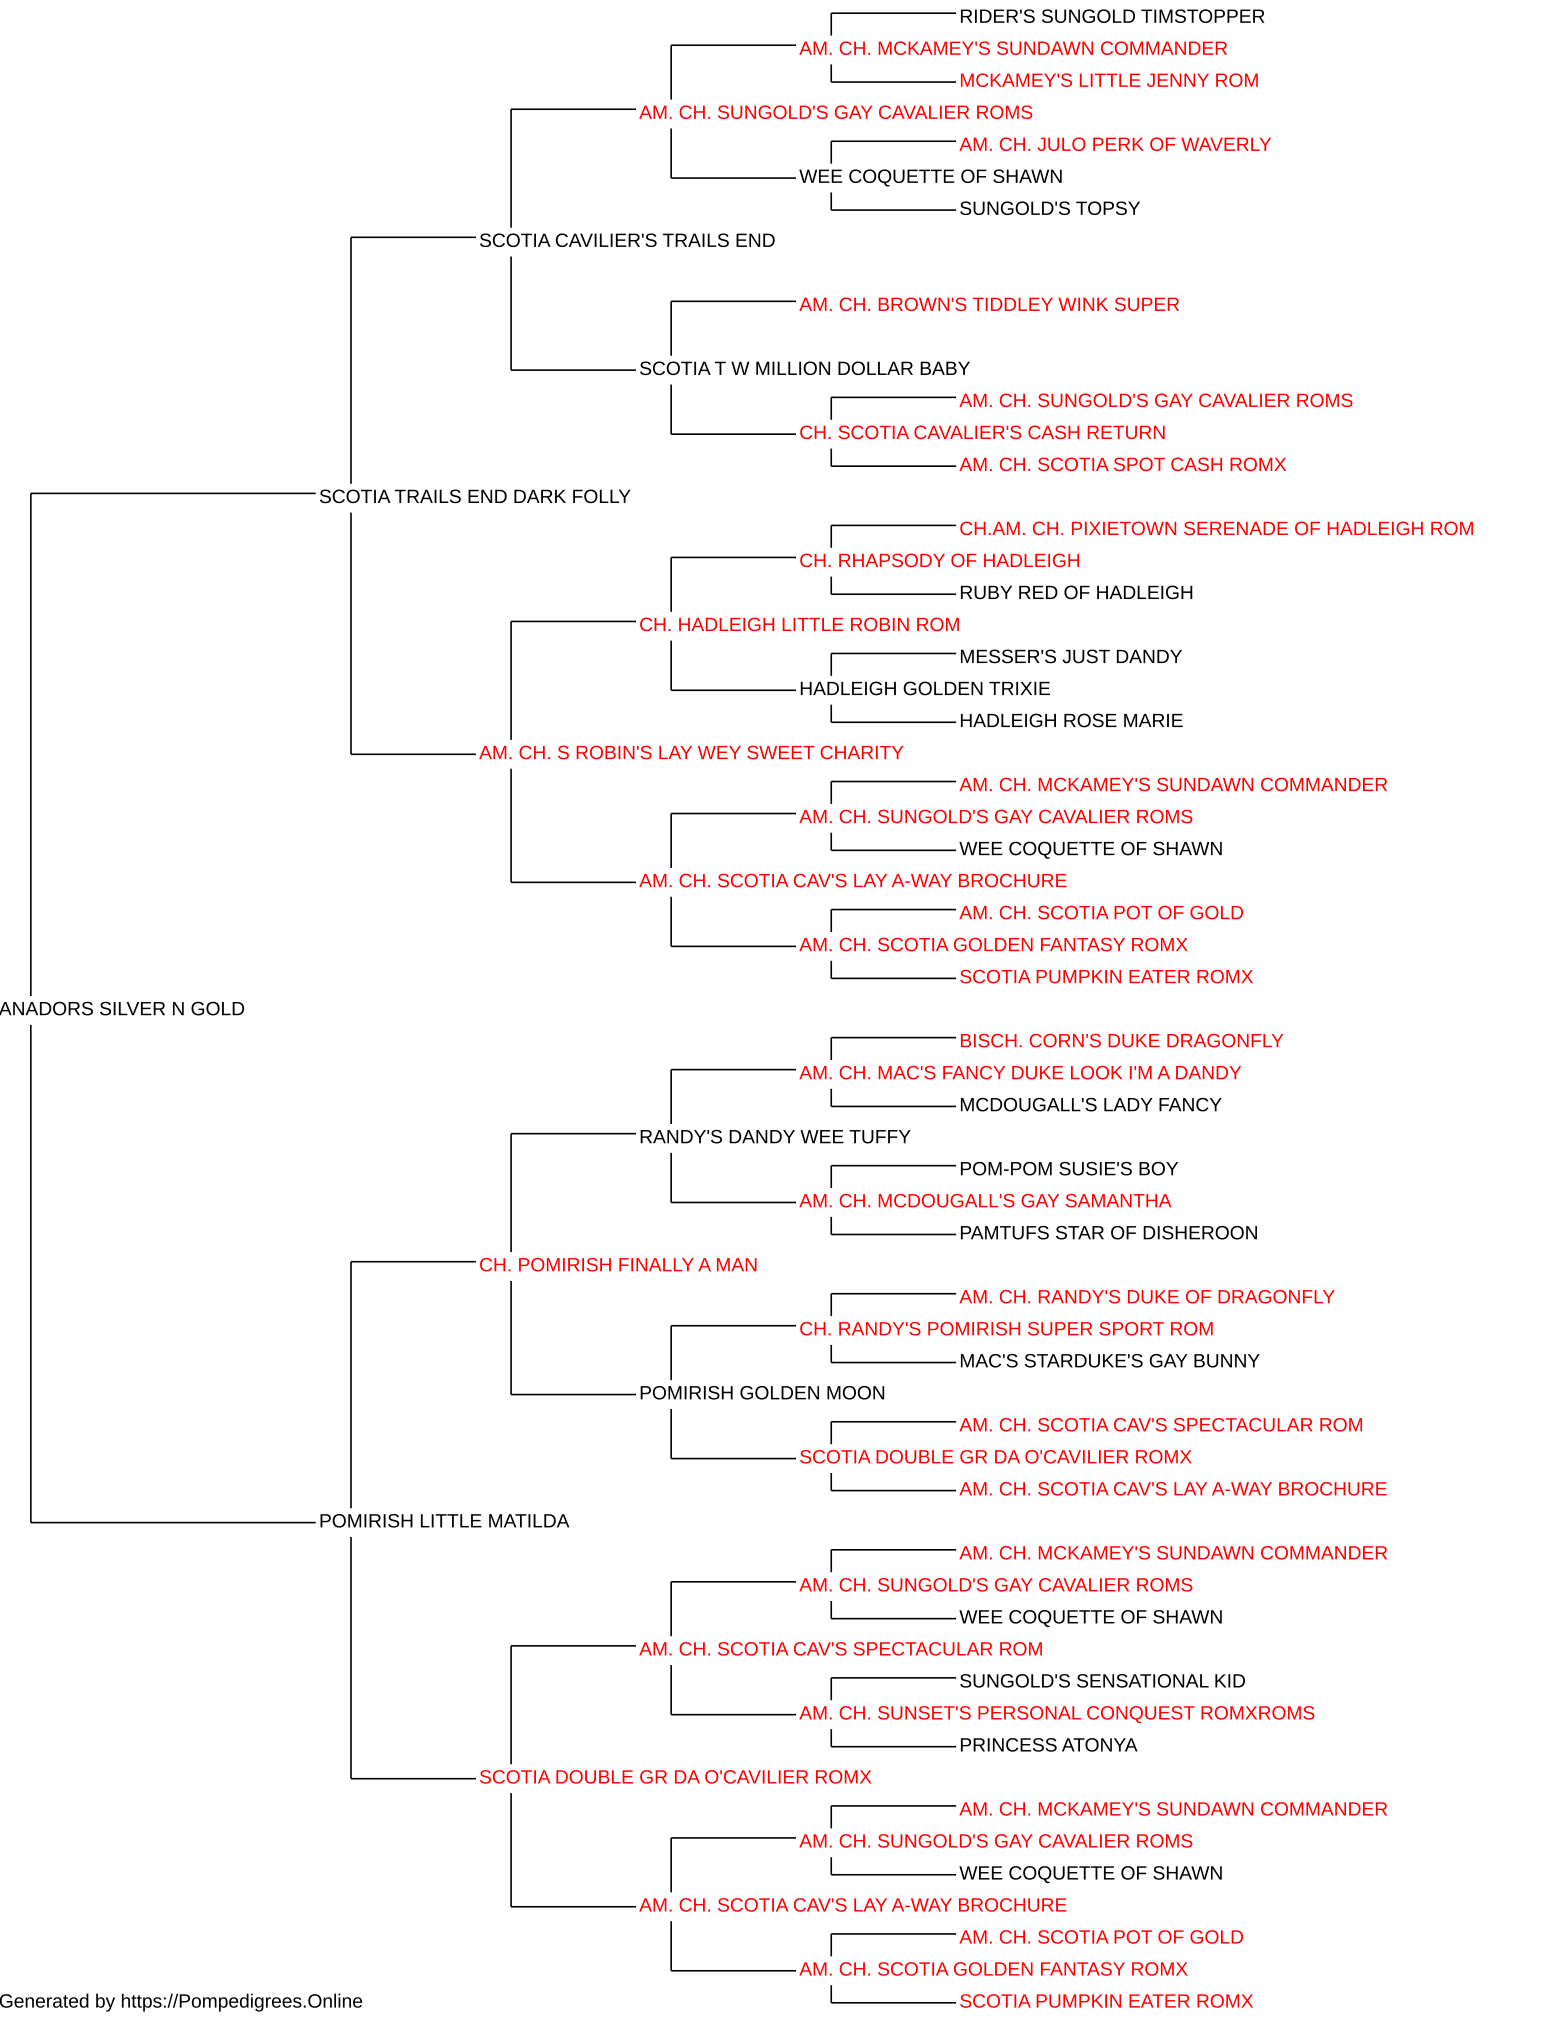 RIDER'S SUNGOLD TIMSTOPPER
AM. CH. MCKAMEY'S SUNDAWN COMMANDER
MCKAMEY'S LITTLE JENNY ROM
AM. CH. SUNGOLD'S GAY CAVALIER ROMS
AM. CH. JULO PERK OF WAVERLY
WEE COQUETTE OF SHAWN
SUNGOLD'S TOPSY
SCOTIA CAVILIER'S TRAILS END
AM. CH. BROWN'S TIDDLEY WINK SUPER
SCOTIA T W MILLION DOLLAR BABY
AM. CH. SUNGOLD'S GAY CAVALIER ROMS
CH. SCOTIA CAVALIER'S CASH RETURN
AM. CH. SCOTIA SPOT CASH ROMX
SCOTIA TRAILS END DARK FOLLY
CH.AM. CH. PIXIETOWN SERENADE OF HADLEIGH ROM
CH. RHAPSODY OF HADLEIGH
RUBY RED OF HADLEIGH
CH. HADLEIGH LITTLE ROBIN ROM
MESSER'S JUST DANDY
HADLEIGH GOLDEN TRIXIE
HADLEIGH ROSE MARIE
AM. CH. S ROBIN'S LAY WEY SWEET CHARITY
AM. CH. MCKAMEY'S SUNDAWN COMMANDER
AM. CH. SUNGOLD'S GAY CAVALIER ROMS
WEE COQUETTE OF SHAWN
AM. CH. SCOTIA CAV'S LAY A-WAY BROCHURE
AM. CH. SCOTIA POT OF GOLD
AM. CH. SCOTIA GOLDEN FANTASY ROMX
SCOTIA PUMPKIN EATER ROMX
ANADORS SILVER N GOLD
BISCH. CORN'S DUKE DRAGONFLY
AM. CH. MAC'S FANCY DUKE LOOK I'M A DANDY
MCDOUGALL'S LADY FANCY
RANDY'S DANDY WEE TUFFY
POM-POM SUSIE'S BOY
AM. CH. MCDOUGALL'S GAY SAMANTHA
PAMTUFS STAR OF DISHEROON
CH. POMIRISH FINALLY A MAN
AM. CH. RANDY'S DUKE OF DRAGONFLY
CH. RANDY'S POMIRISH SUPER SPORT ROM
MAC'S STARDUKE'S GAY BUNNY
POMIRISH GOLDEN MOON
AM. CH. SCOTIA CAV'S SPECTACULAR ROM
SCOTIA DOUBLE GR DA O'CAVILIER ROMX
AM. CH. SCOTIA CAV'S LAY A-WAY BROCHURE
POMIRISH LITTLE MATILDA
AM. CH. MCKAMEY'S SUNDAWN COMMANDER
AM. CH. SUNGOLD'S GAY CAVALIER ROMS
WEE COQUETTE OF SHAWN
AM. CH. SCOTIA CAV'S SPECTACULAR ROM
SUNGOLD'S SENSATIONAL KID
AM. CH. SUNSET'S PERSONAL CONQUEST ROMXROMS
PRINCESS ATONYA
SCOTIA DOUBLE GR DA O'CAVILIER ROMX
AM. CH. MCKAMEY'S SUNDAWN COMMANDER
AM. CH. SUNGOLD'S GAY CAVALIER ROMS
WEE COQUETTE OF SHAWN
AM. CH. SCOTIA CAV'S LAY A-WAY BROCHURE
AM. CH. SCOTIA POT OF GOLD
AM. CH. SCOTIA GOLDEN FANTASY ROMX
SCOTIA PUMPKIN EATER ROMX
Generated by https://Pompedigrees.Online